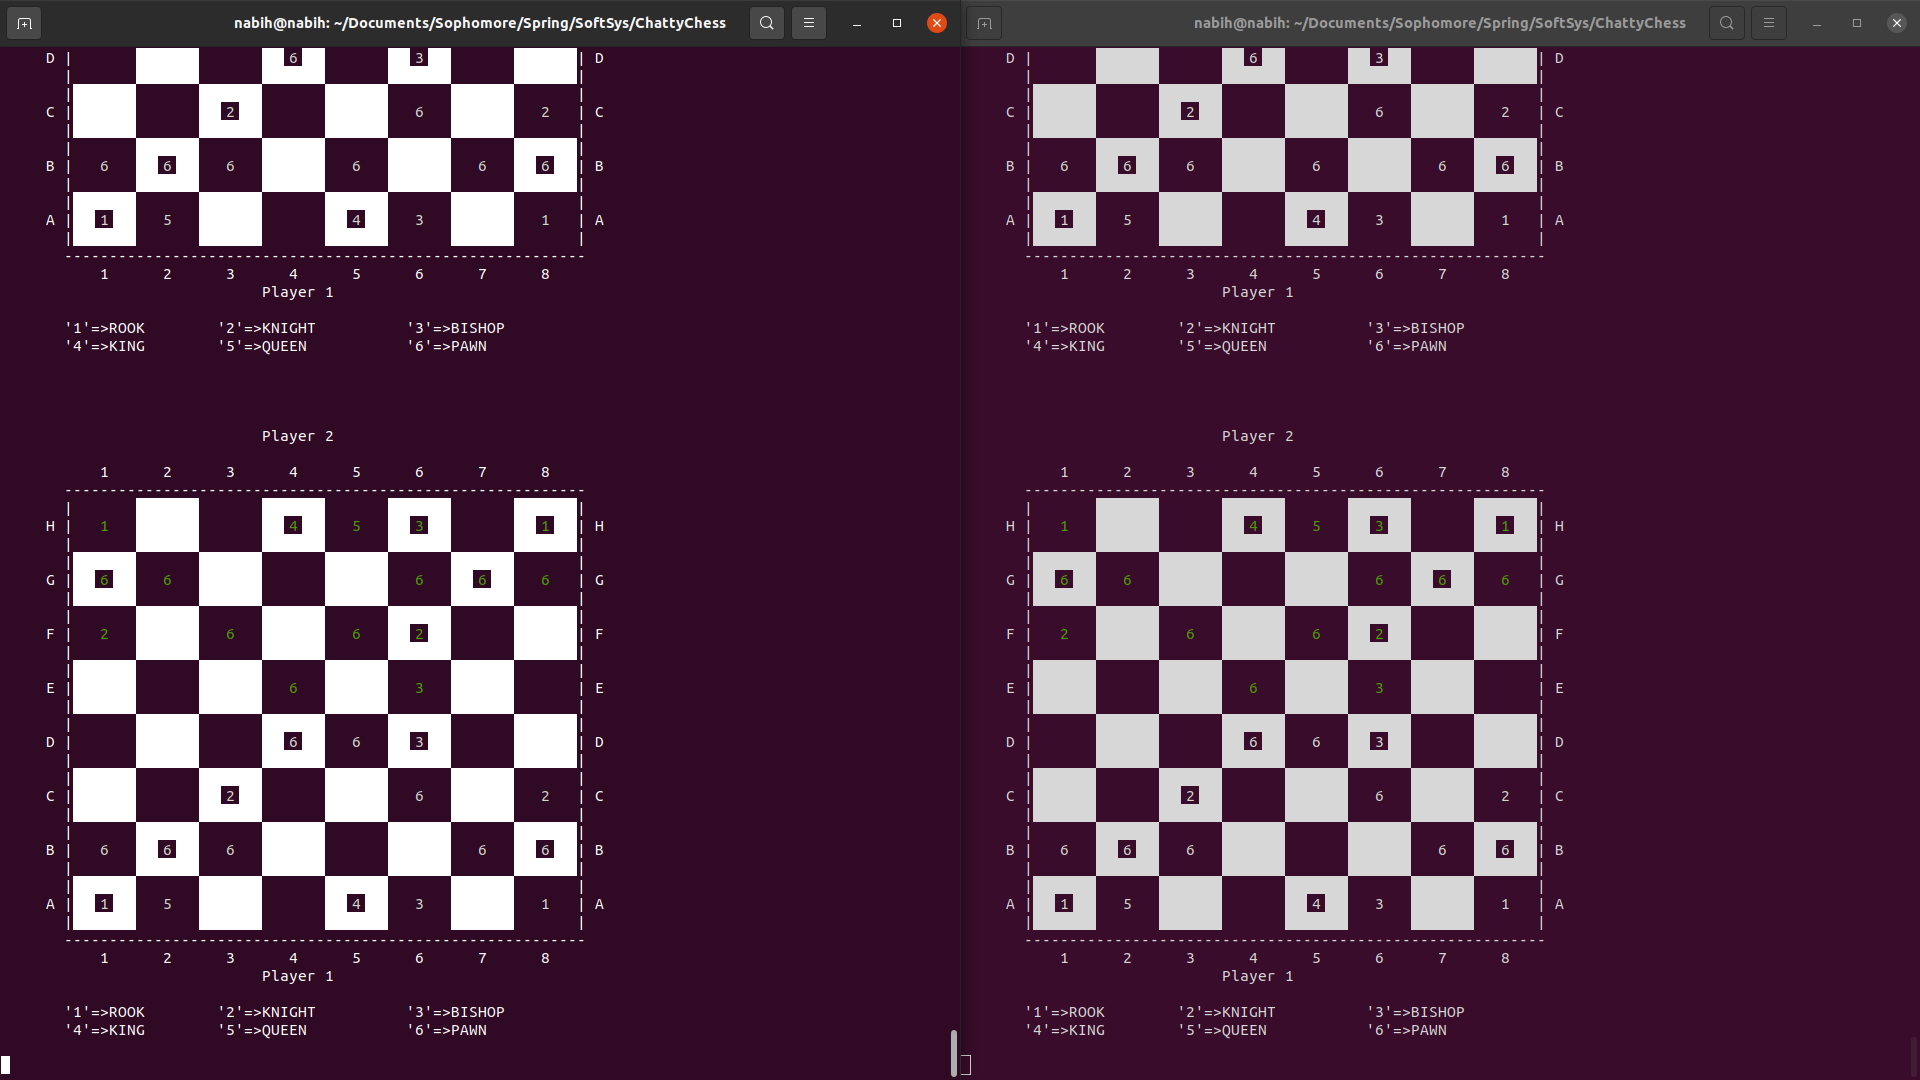 nabih@nabih: ~/Documents/Sophomore/Spring/SoftSys/ChattyChess
D | 6 3 | D
C | 2 6 2 | C
B | 6 6 6 6 6 6 | B
A | 1 5 4 3 1 | A
1 2 3 4 5 6 7 8
Player 1
'1'=>ROOK '2'=>KNIGHT '3'=>BISHOP
'4'=>KING '5'=>QUEEN '6'=>PAWN
Player 2
1 2 3 4 5 6 7 8
H | 1 4 5 3 1 | H
G | 6 6 6 6 6 | G
F | 2 6 6 2 | F
E | 6 3 | E
D | 6 6 3 | D
C | 2 6 2 | C
B | 6 6 6 6 6 | B
A | 1 5 4 3 1 | A
1 2 3 4 5 6 7 8
Player 1
'1'=>ROOK '2'=>KNIGHT '3'=>BISHOP
'4'=>KING '5'=>QUEEN '6'=>PAWN
nabih@nabih: ~/Documents/Sophomore/Spring/SoftSys/ChattyChess
D | 6 3 | D
C | 2 6 2 | C
B | 6 6 6 6 6 6 | B
A | 1 5 4 3 1 | A
1 2 3 4 5 6 7 8
Player 1
'1'=>ROOK '2'=>KNIGHT '3'=>BISHOP
'4'=>KING '5'=>QUEEN '6'=>PAWN
Player 2
1 2 3 4 5 6 7 8
H | 1 4 5 3 1 | H
G | 6 6 6 6 6 | G
F | 2 6 6 2 | F
E | 6 3 | E
D | 6 6 3 | D
C | 2 6 2 | C
B | 6 6 6 6 6 | B
A | 1 5 4 3 1 | A
1 2 3 4 5 6 7 8
Player 1
'1'=>ROOK '2'=>KNIGHT '3'=>BISHOP
'4'=>KING '5'=>QUEEN '6'=>PAWN